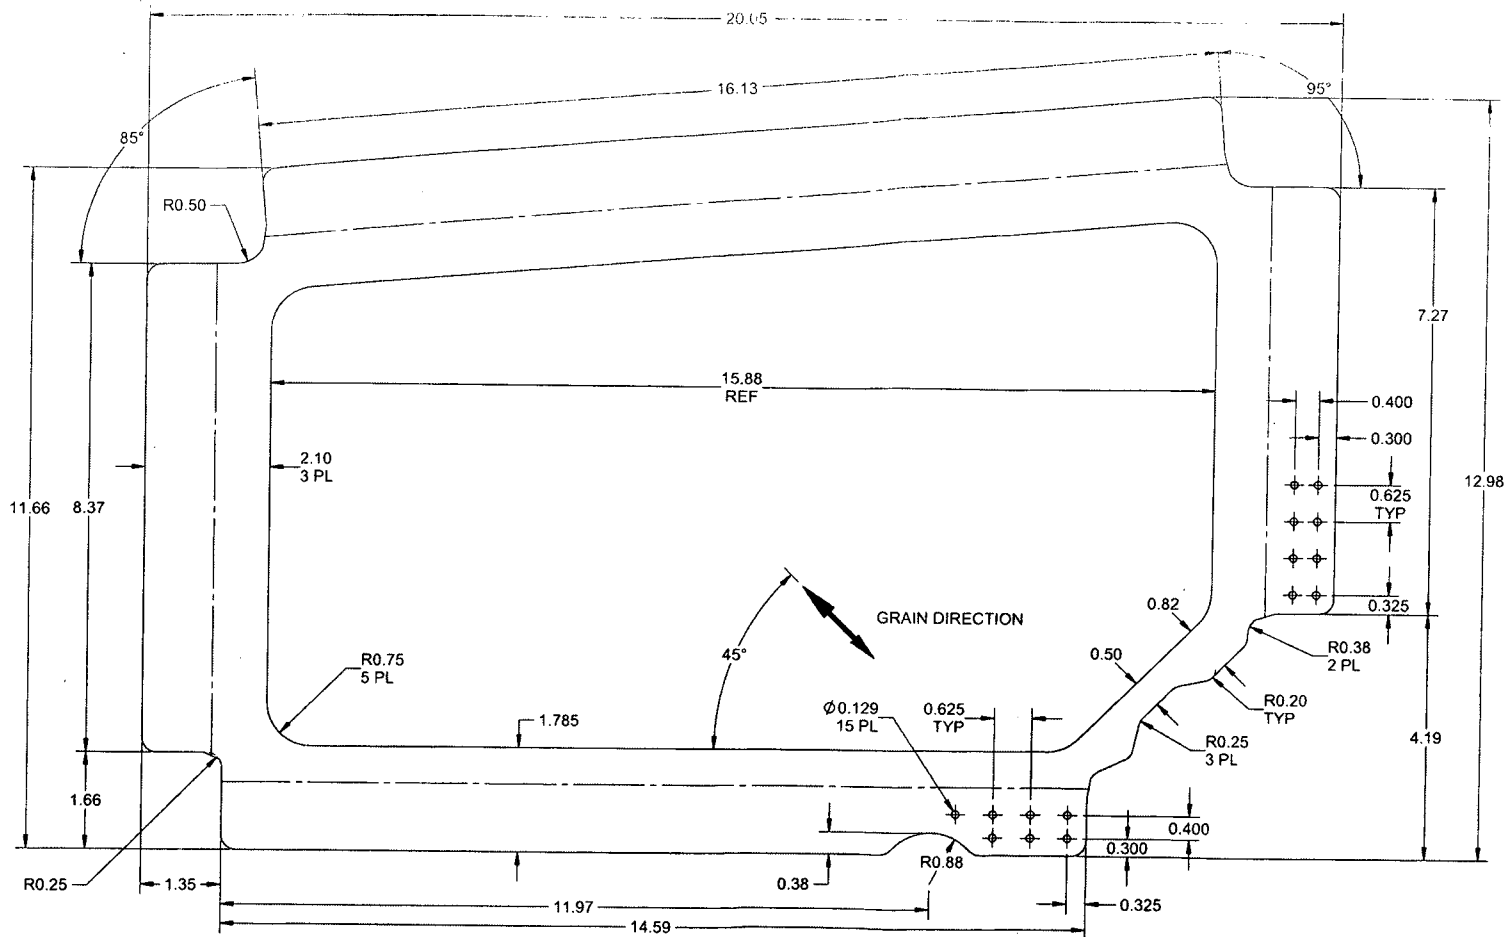 20.05
16.13
95°
85°
R0.50
7.27
15.88
REF
0.400
0.300
2.10
3 PL
11.66
8.37
12.98
0.625
TYP
0.82
0.325
GRAIN DIRECTION
45°
0.50
R0.38
2 PL
R0.75
5 PL
R0.20
TYP
1.785
Ø0.129
15 PL
0.625
TYP
R0.25
3 PL
4.19
1.66
0.400
0.300
R0.88
R0.25
1.35
0.38
0.325
11.97
14.59